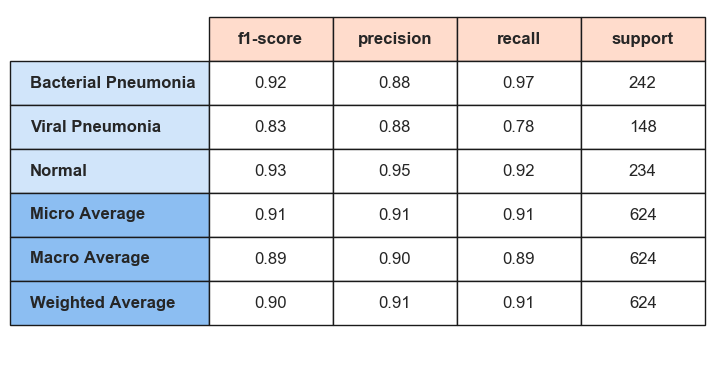 f1-score precision recall support
Bacterial Pneumonia 0.92 0.88 0.97 242
Viral Pneumonia 0.83 0.88 0.78 148
Normal 0.93 0.95 0.92 234
Micro Average 0.91 0.91 0.91 624
Macro Average 0.89 0.90 0.89 624
Weighted Average 0.90 0.91 0.91 624